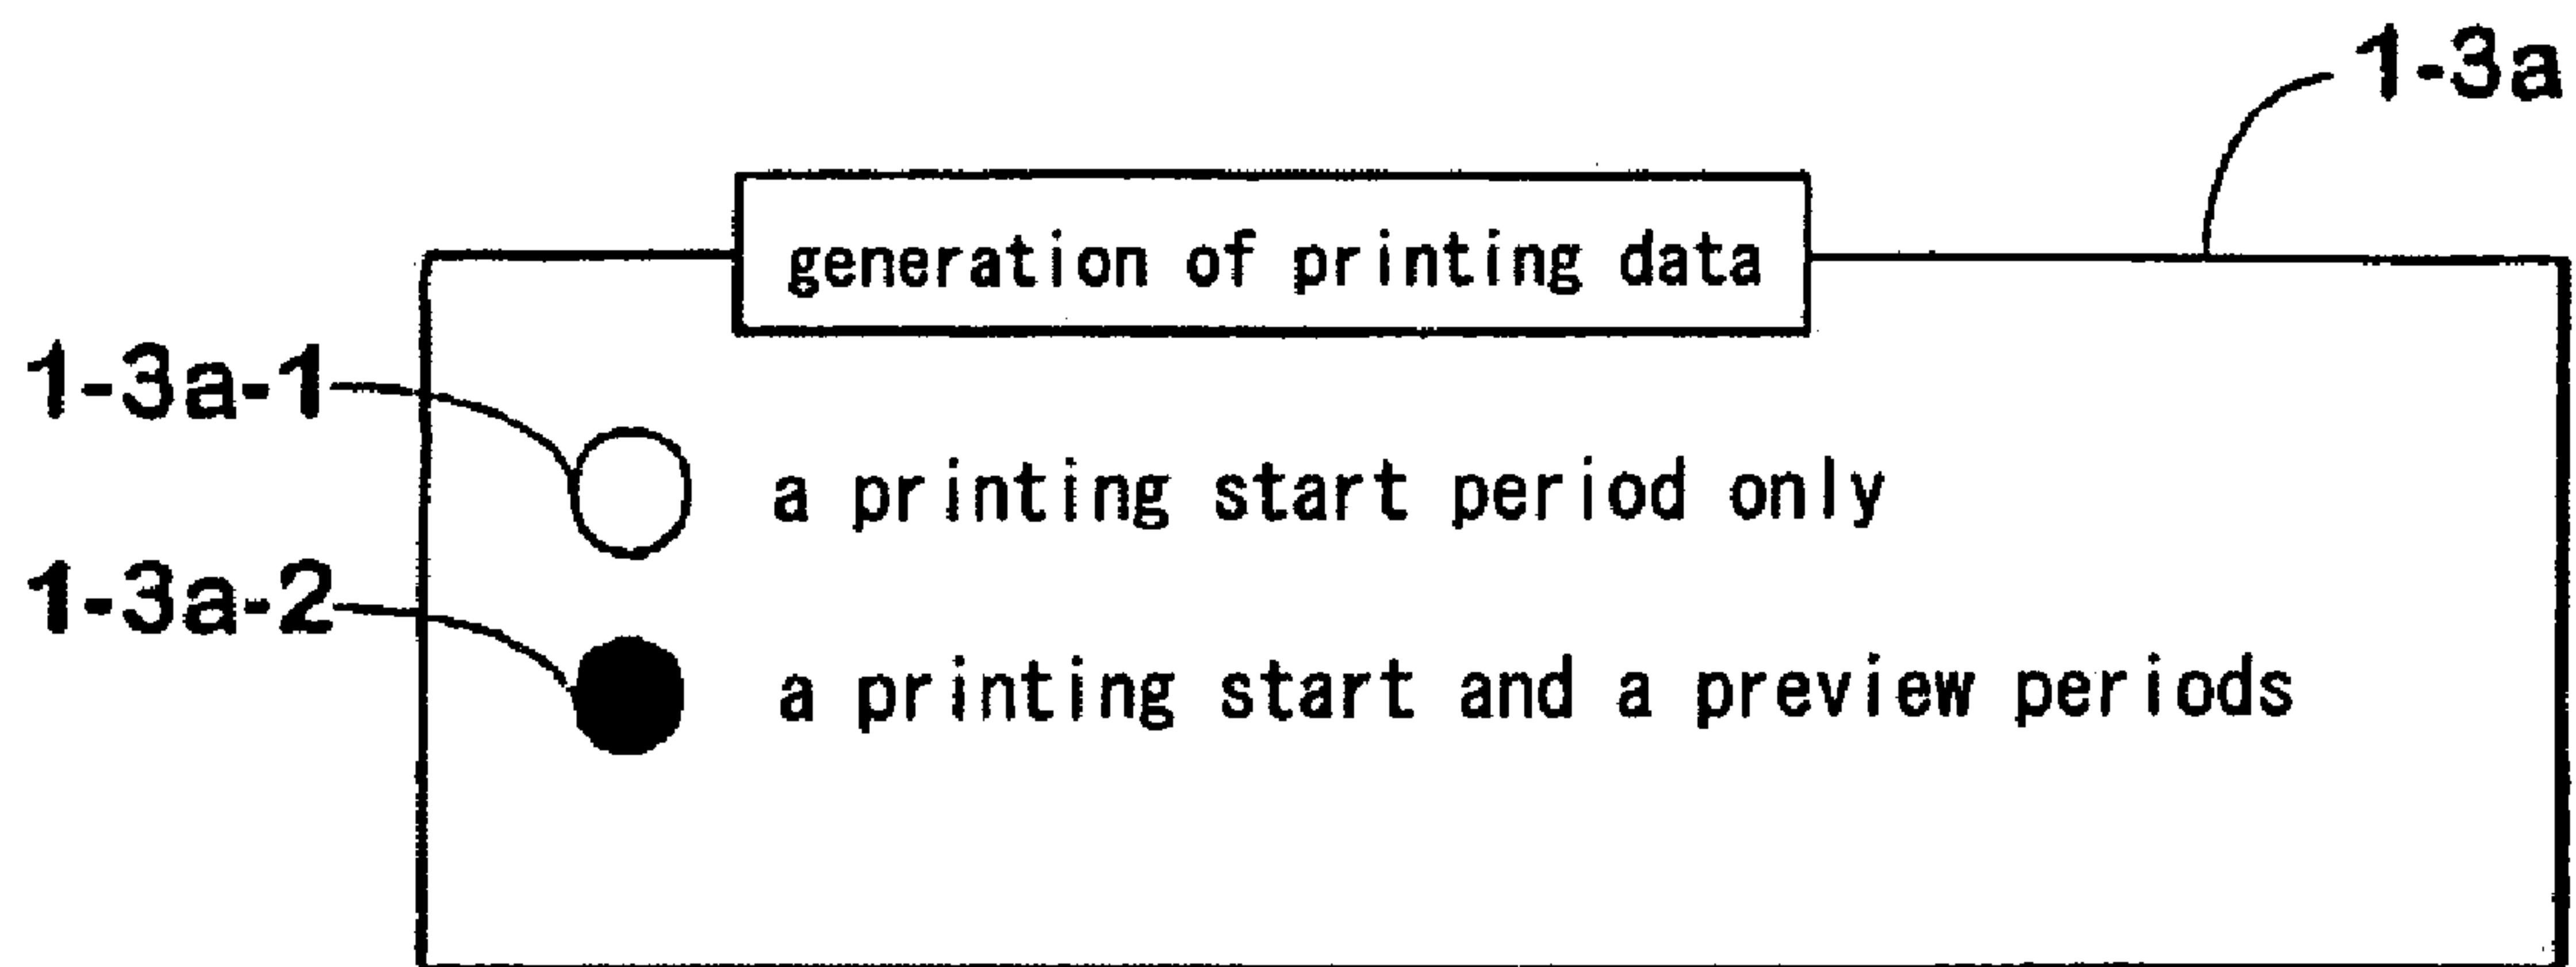 1-3a
generation of printing data
1-3a-1
a printing start period only
1-3a-2
a printing start and a preview periods